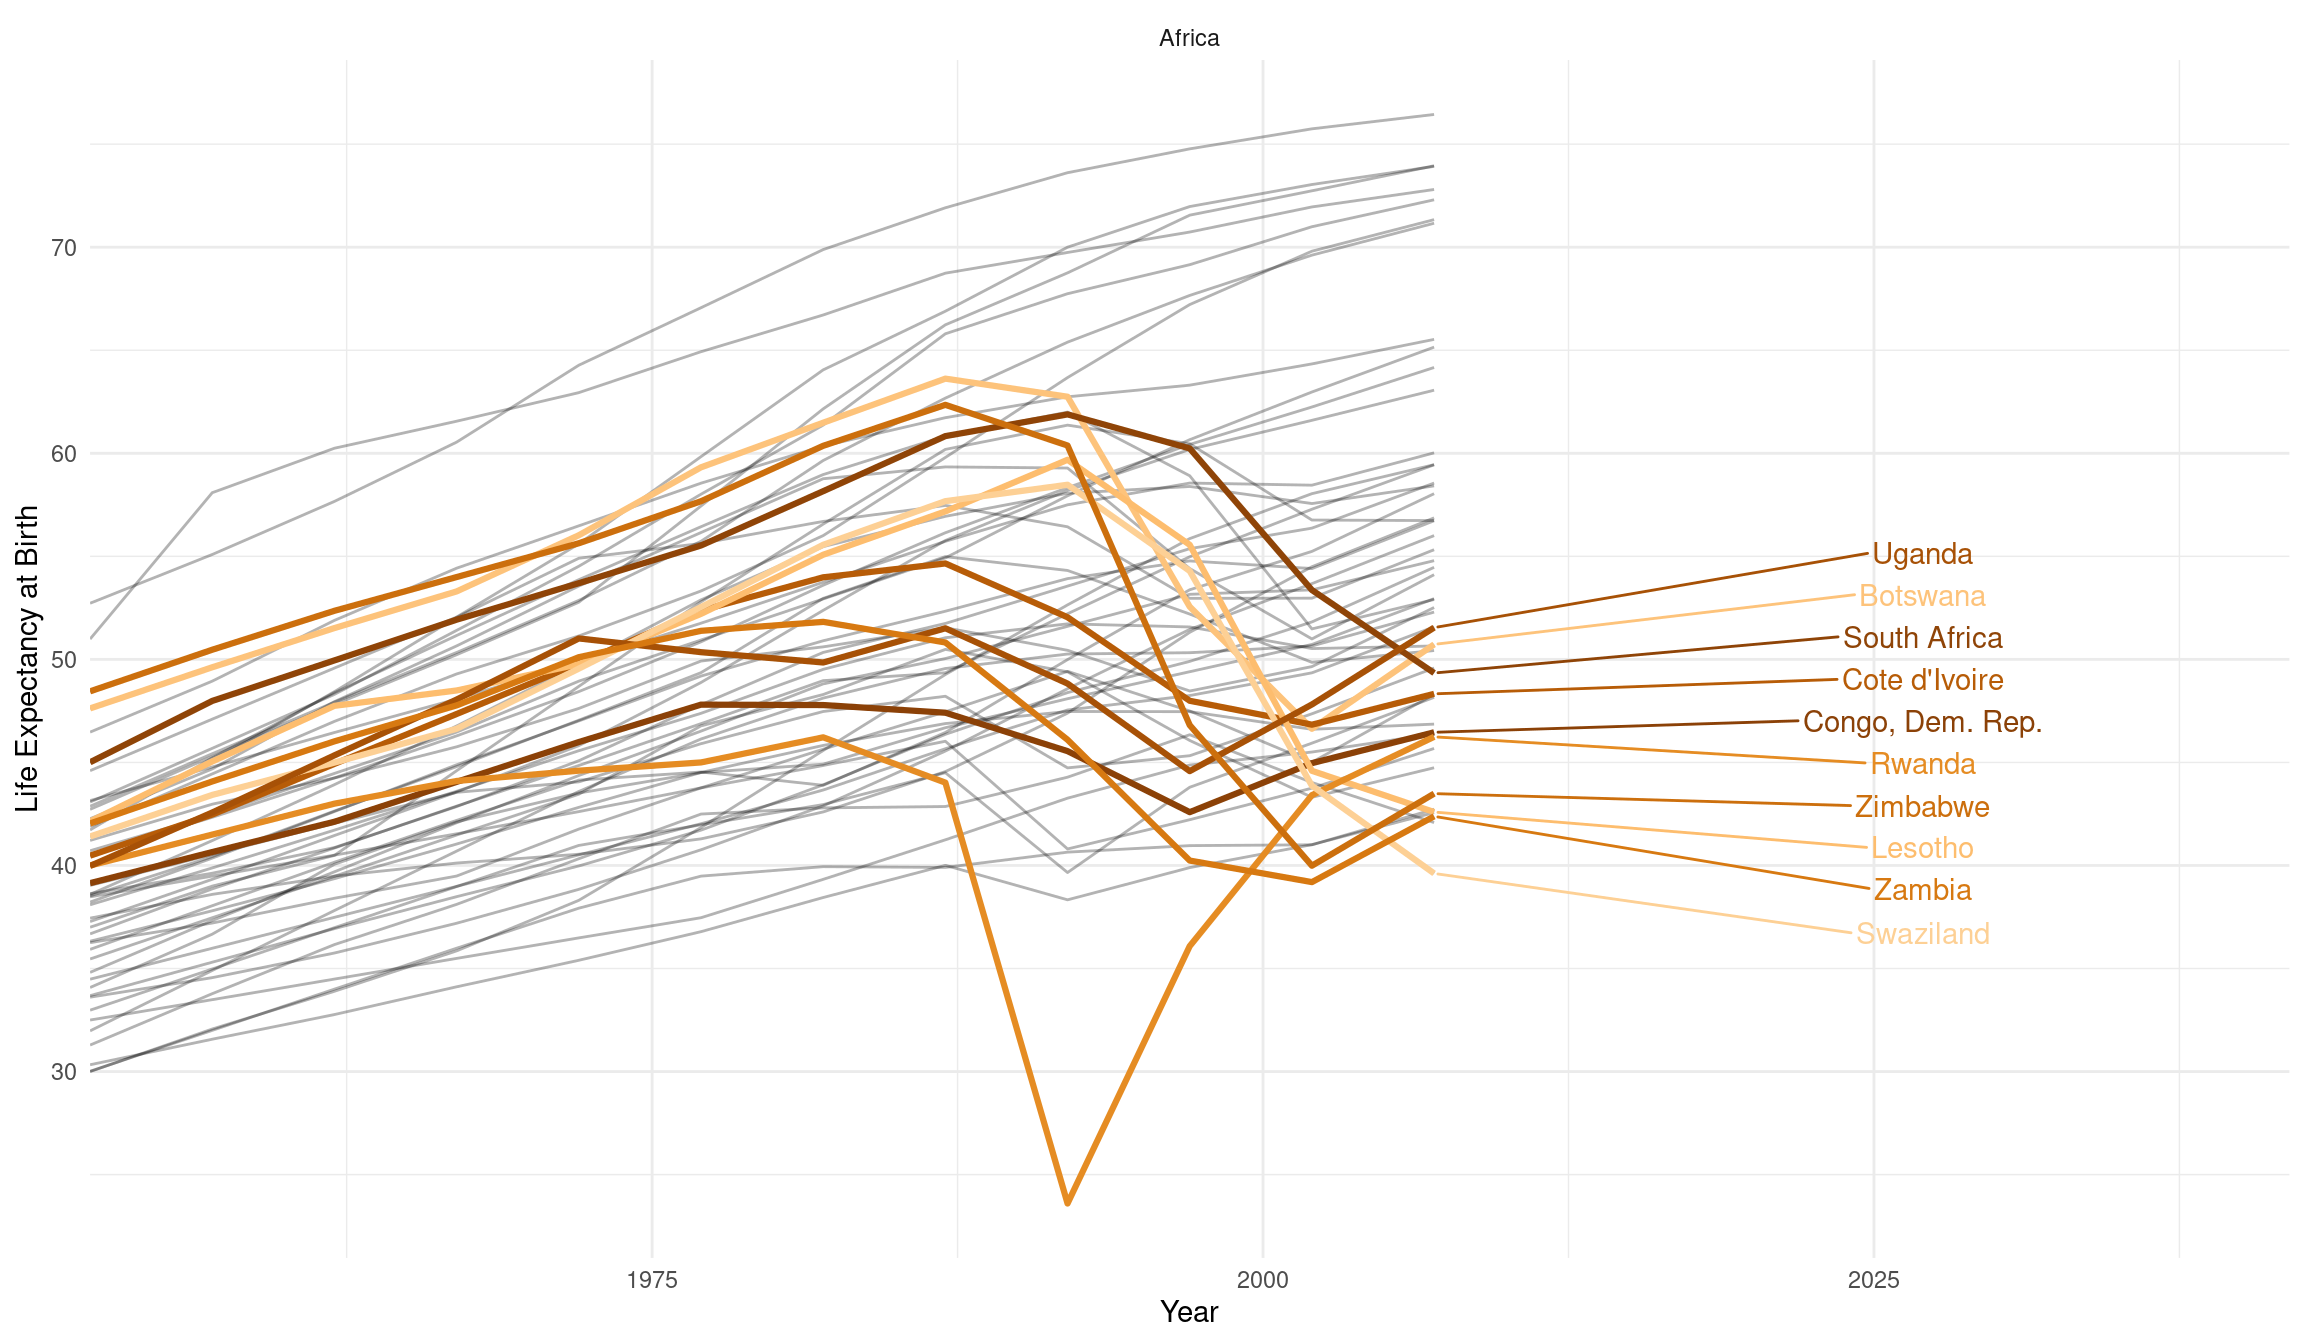 Africa
Life Expectancy at Birth
70
60
50
40
30
Uganda
Botswana
South Africa
Cote d'Ivoire
Congo, Dem. Rep.
Rwanda
Zimbabwe
Lesotho
Zambia
Swaziland
1975
2000
2025
Year